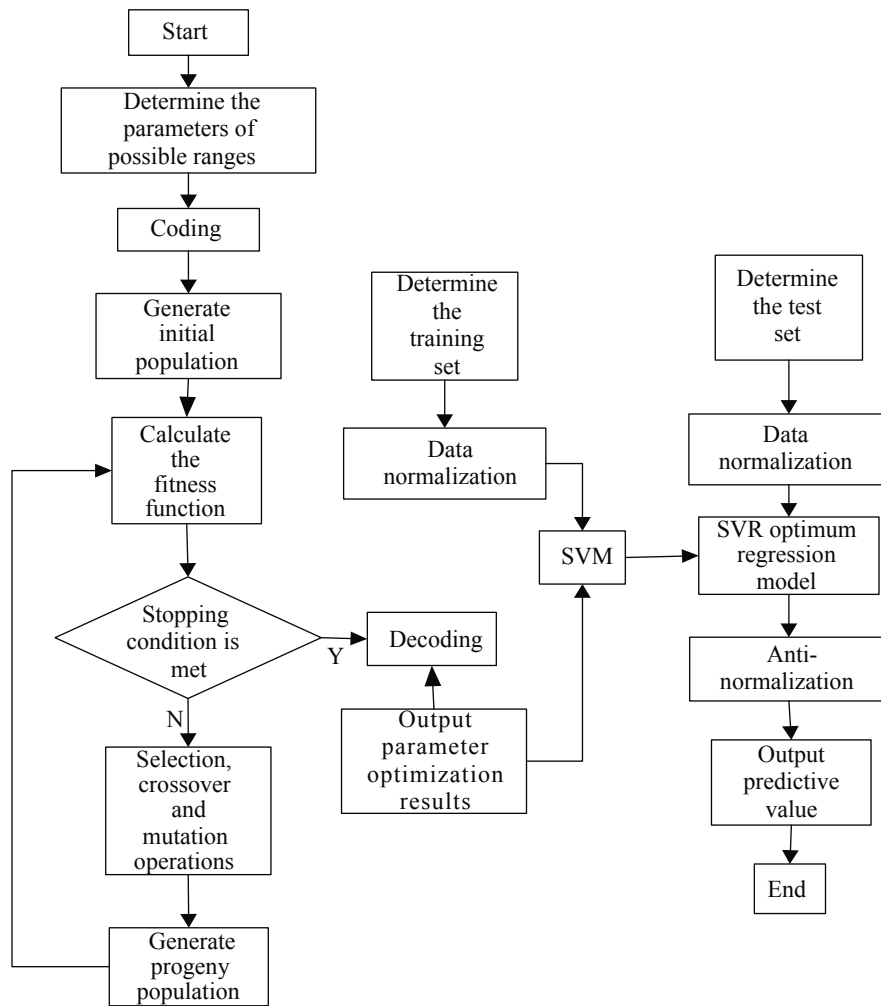 Start
Determine the
parameters of
possible ranges
Coding
Generate
initial
population
Calculate
the
fitness
function
Stopping
condition is
met
Y
N
Selection,
crossover
and
mutation
operations
Generate
progeny
population
Decoding
Output
parameter
optimization
results
Determine
the
training
set
Data
normalization
SVM
Determine
the test
set
Data
normalization
SVR optimum
regression
model
Anti-
normalization
Output
predictive
value
End